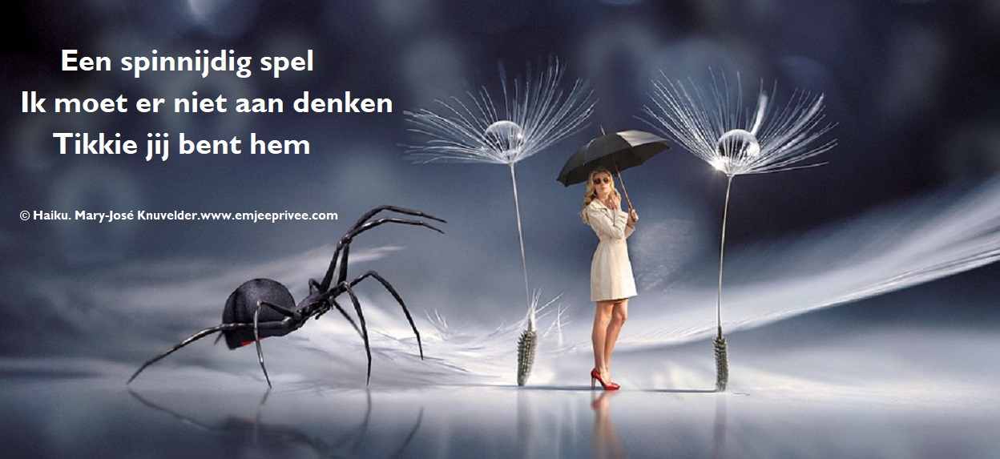 Een spinnijdig spel
Ik moet er niet aan denken
Tikkie jij bent hem
© Haiku. Mary-José Knuvelder.www.emjeeprivee.com